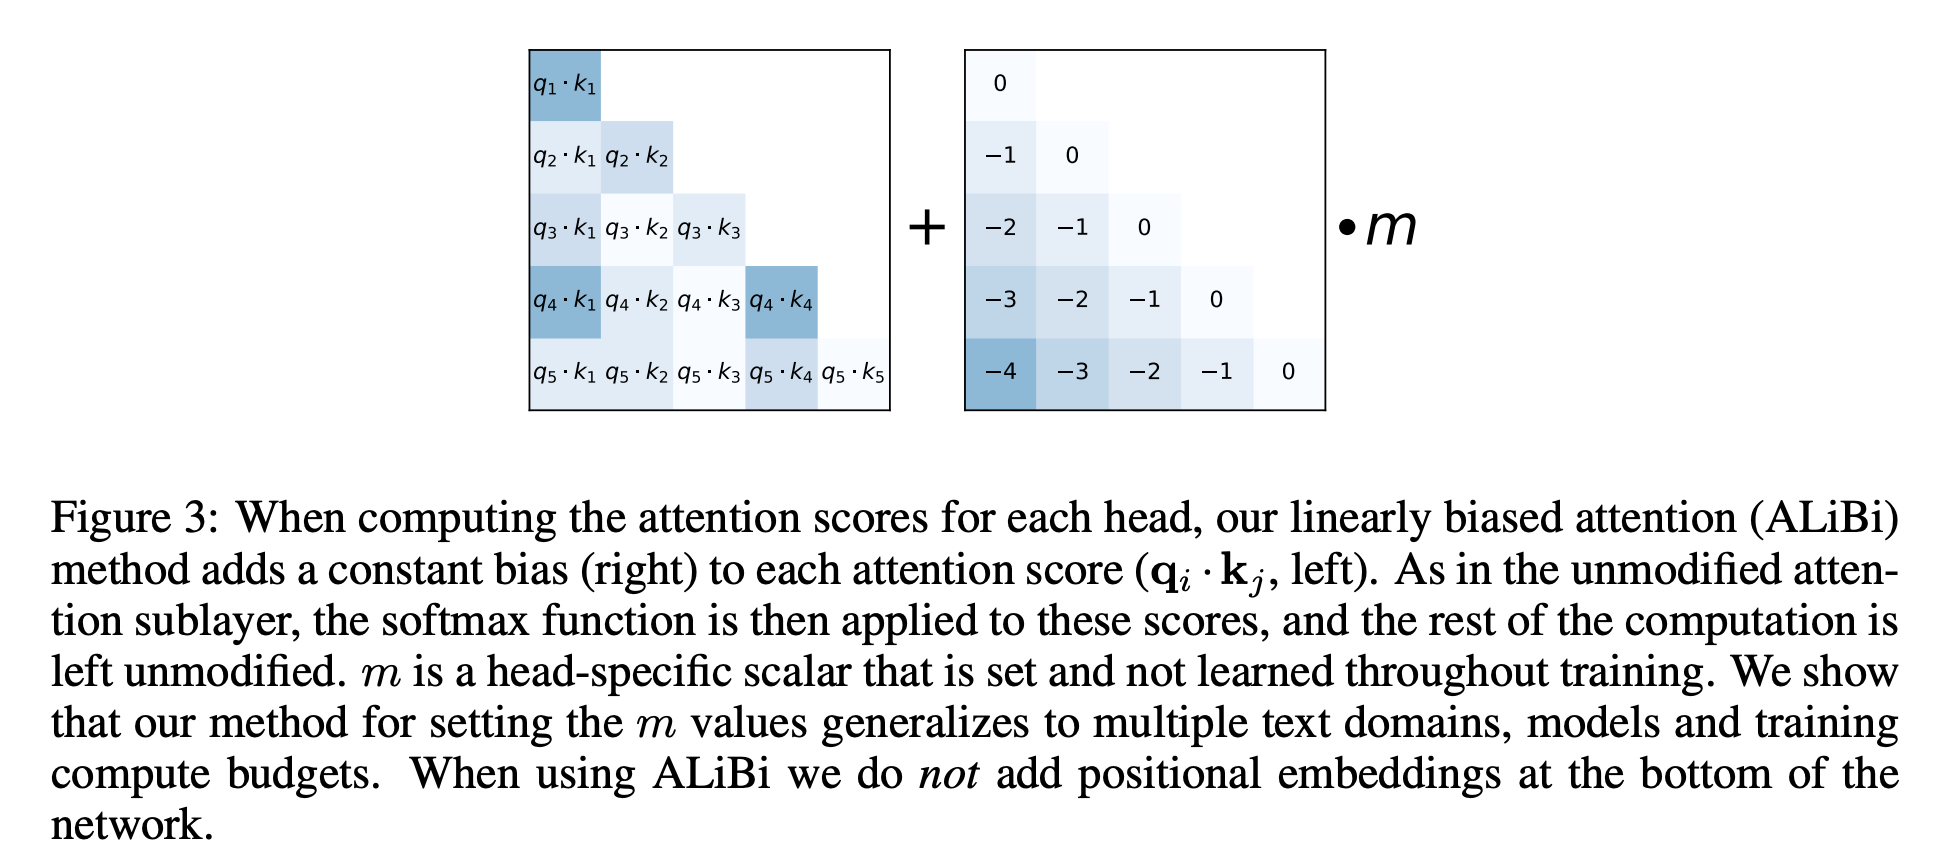 q₁ · k₁ 0
q₂ · k₁ q₂ · k₂ −1 0
q₃ · k₁ q₃ · k₂ q₃ · k₃ + −2 −1 0 • m
q₄ · k₁ q₄ · k₂ q₄ · k₃ q₄ · k₄ −3 −2 −1 0
q₅ · k₁ q₅ · k₂ q₅ · k₃ q₅ · k₄ q₅ · k₅ −4 −3 −2 −1 0
Figure 3: When computing the attention scores for each head, our linearly biased attention (ALiBi)
method adds a constant bias (right) to each attention score (qᵢ · kⱼ, left). As in the unmodified atten-
tion sublayer, the softmax function is then applied to these scores, and the rest of the computation is
left unmodified. m is a head-specific scalar that is set and not learned throughout training. We show
that our method for setting the m values generalizes to multiple text domains, models and training
compute budgets. When using ALiBi we do not add positional embeddings at the bottom of the
network.